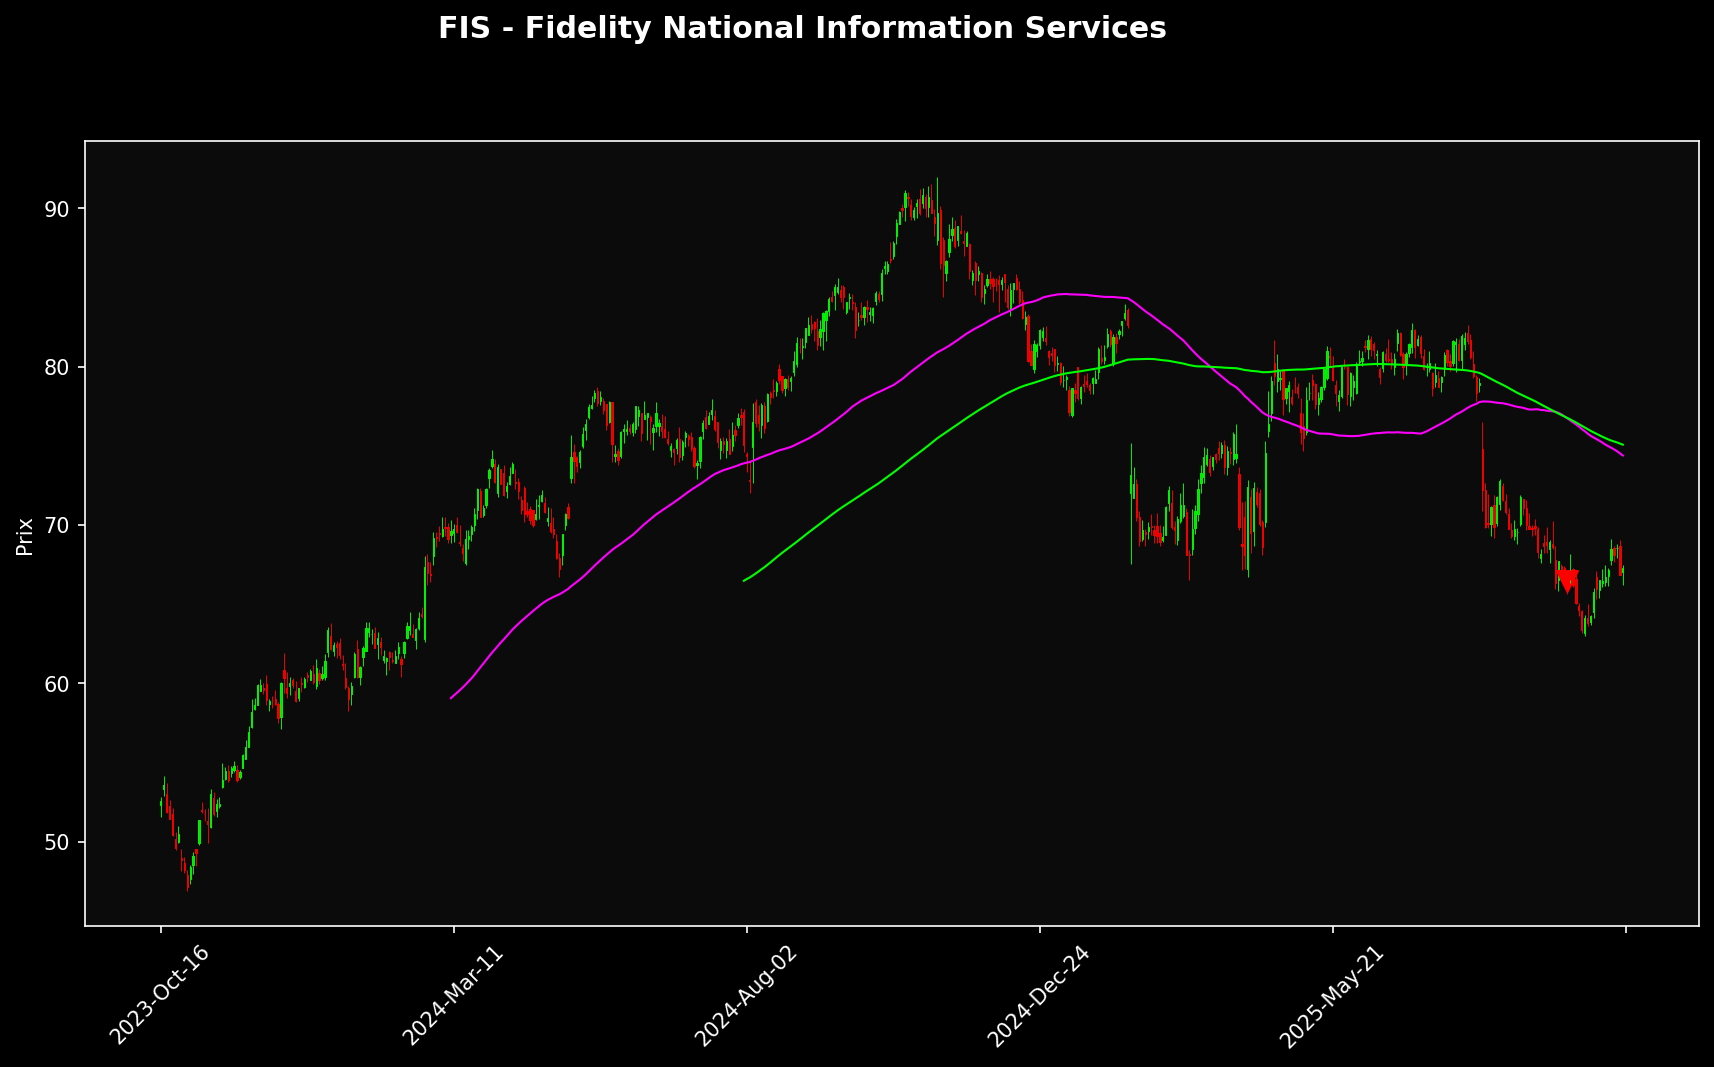 FIS - Fidelity National Information Services
Prix
90
80
70
60
50
2023-Oct-16
2024-Mar-11
2024-Aug-02
2024-Dec-24
2025-May-21